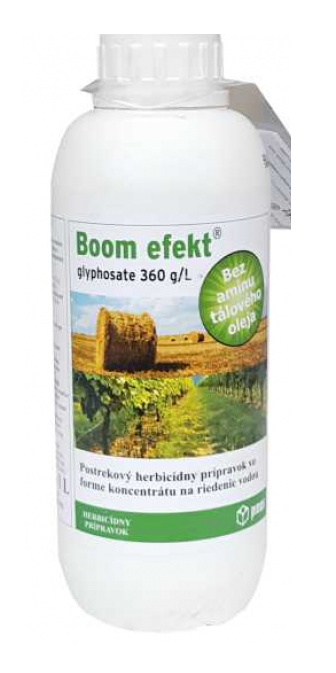 Boom efekt®
glyphosate 360 g/L
Bez
amínu
tálového
oleja
Postrekový herbicídny prípravok vo
forme koncentrátu na riedenie vodou
HERBICÍDNY
PRÍPRAVOK